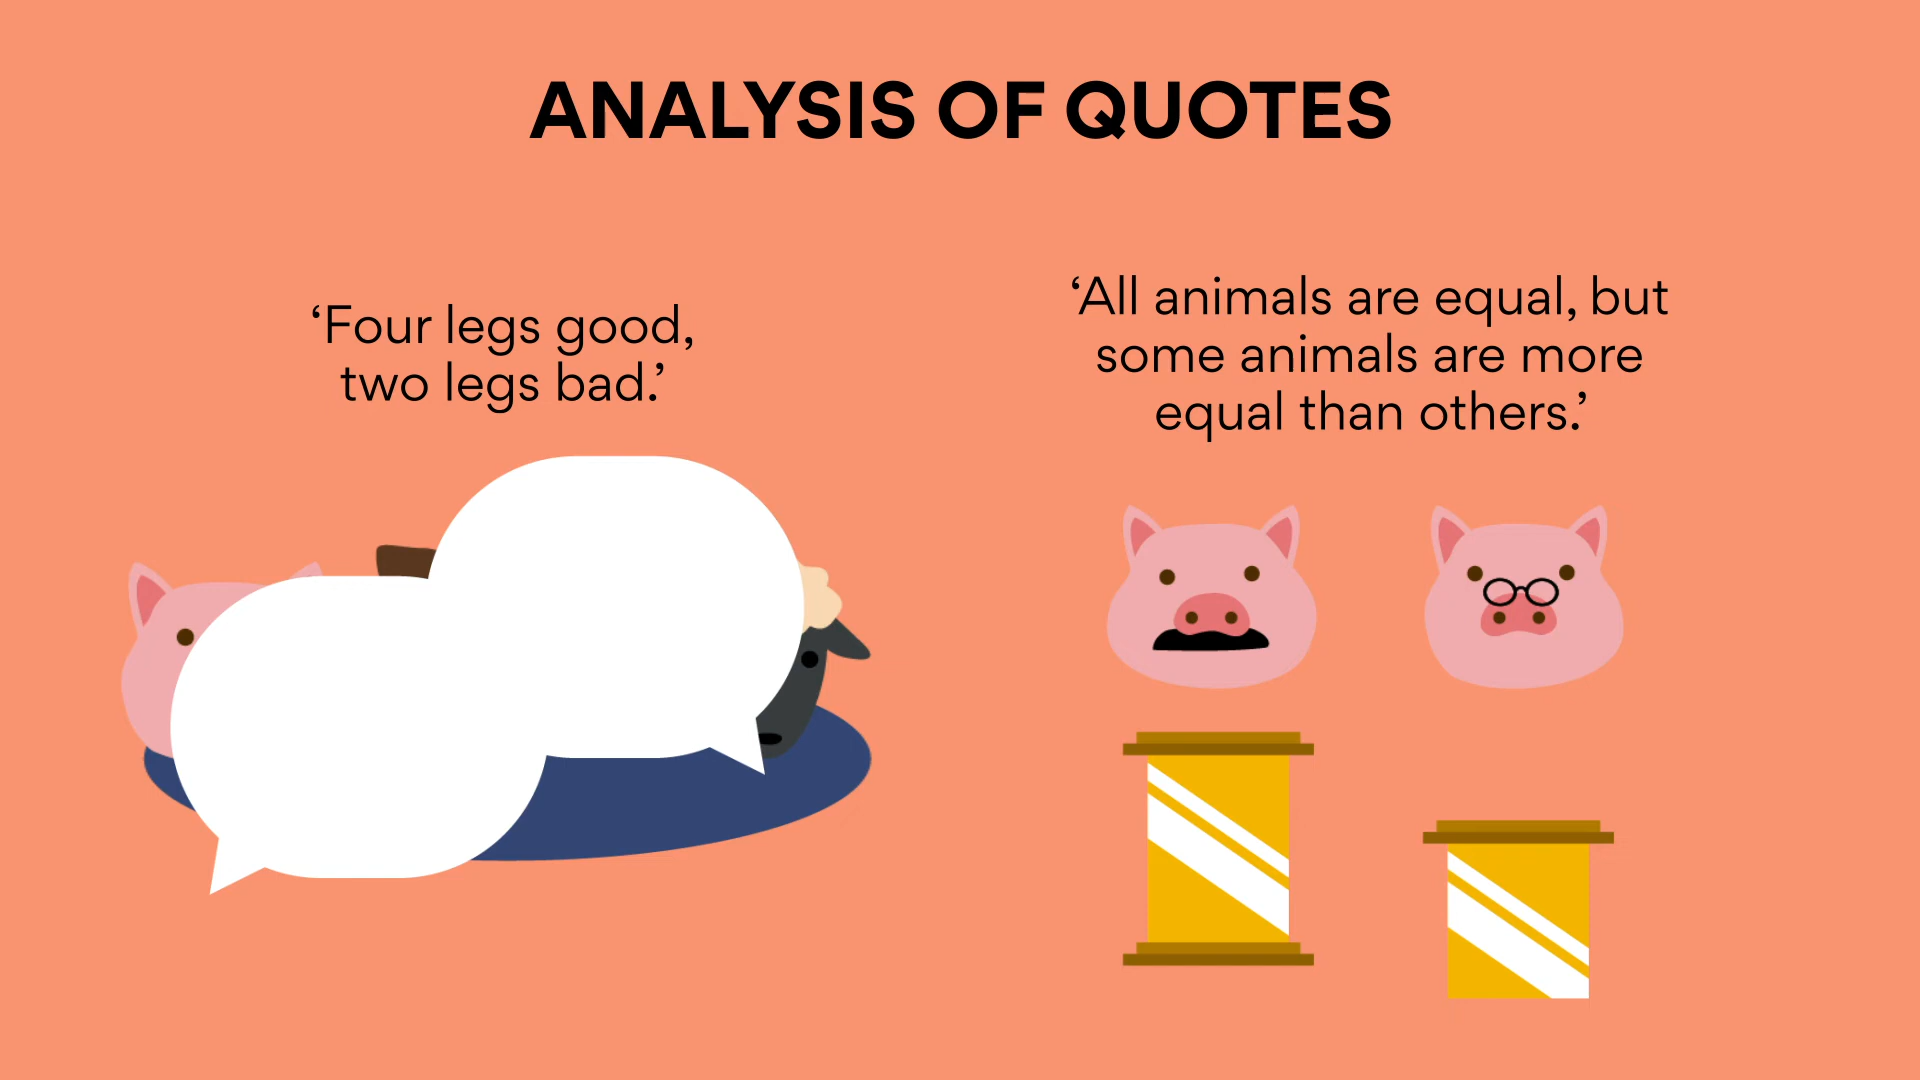 ANALYSIS OF QUOTES
‘Four legs good,
two legs bad.’
‘All animals are equal, but
some animals are more
equal than others.’